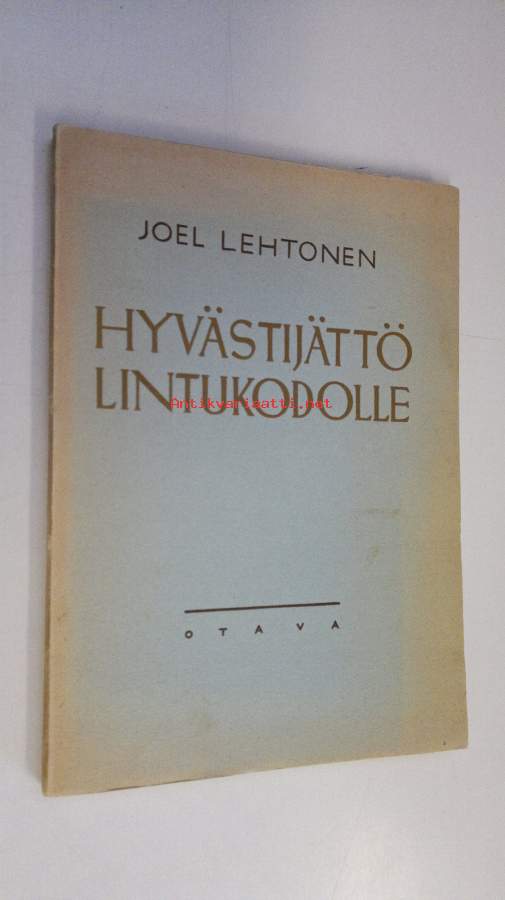 JOEL LEHTONEN
HYVÄSTIJÄTTÖ
LINTUKODOLLE
Antikvariaatti.net
OTAVA